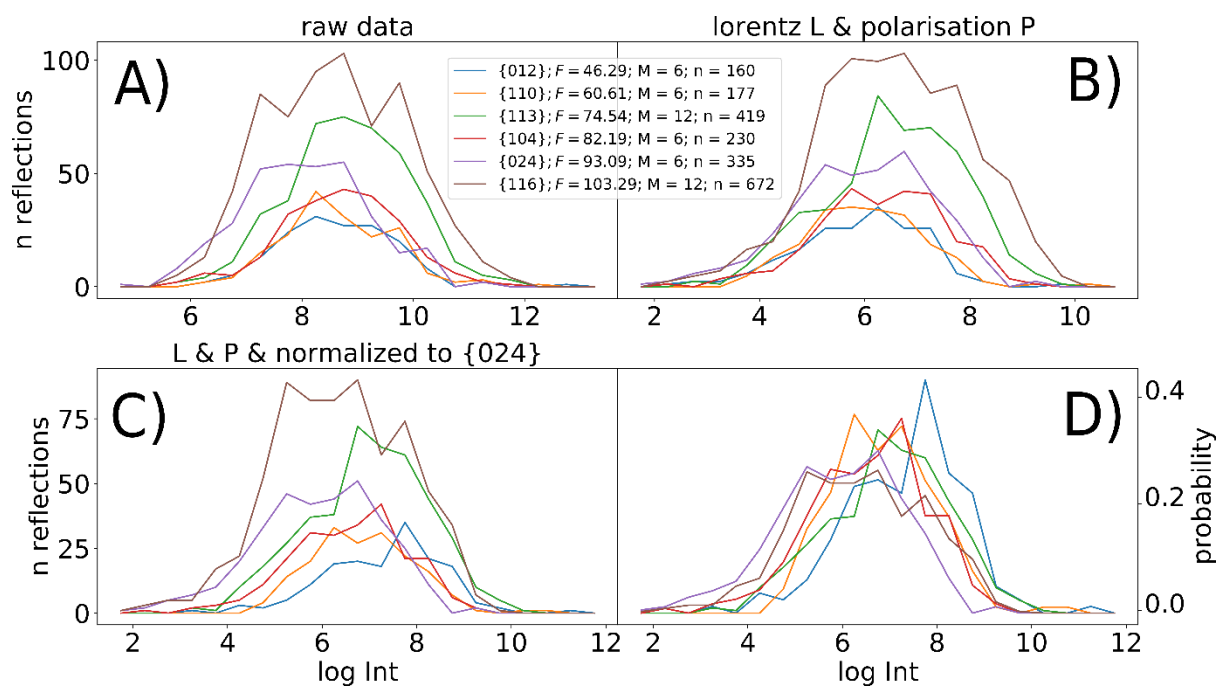 raw data
lorentz L & polarisation P
A)
B)
n reflections
100
50
0
{012}; F = 46.29; M = 6; n = 160
{110}; F = 60.61; M = 6; n = 177
{113}; F = 74.54; M = 12; n = 419
{104}; F = 82.19; M = 6; n = 230
{024}; F = 93.09; M = 6; n = 335
{116}; F = 103.29; M = 12; n = 672
6 8 10 12
2 4 6 8 10
L & P & normalized to {024}
C)
D)
n reflections
75
50
25
0
0.4
0.2
0.0
probability
2 4 6 8 10 12
2 4 6 8 10 12
log Int
log Int